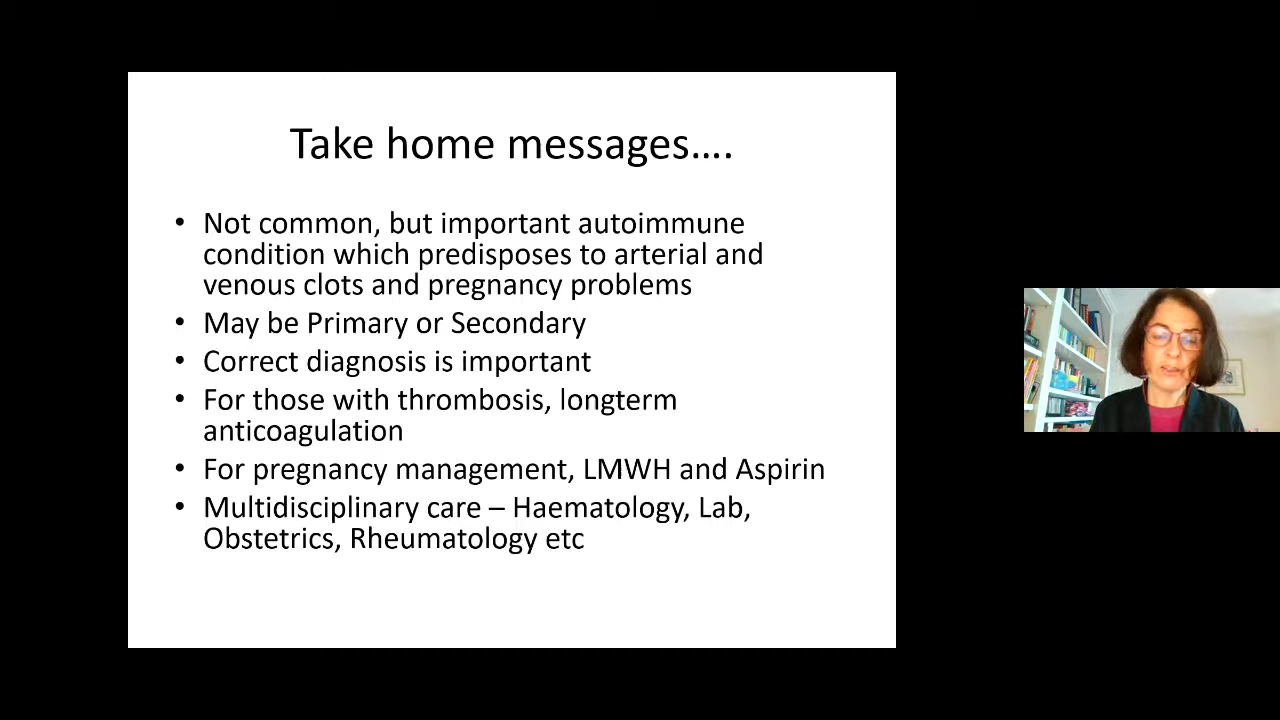 Take home messages….
• Not common, but important autoimmune
condition which predisposes to arterial and
venous clots and pregnancy problems
• May be Primary or Secondary
• Correct diagnosis is important
• For those with thrombosis, longterm
anticoagulation
• For pregnancy management, LMWH and Aspirin
• Multidisciplinary care – Haematology, Lab,
Obstetrics, Rheumatology etc